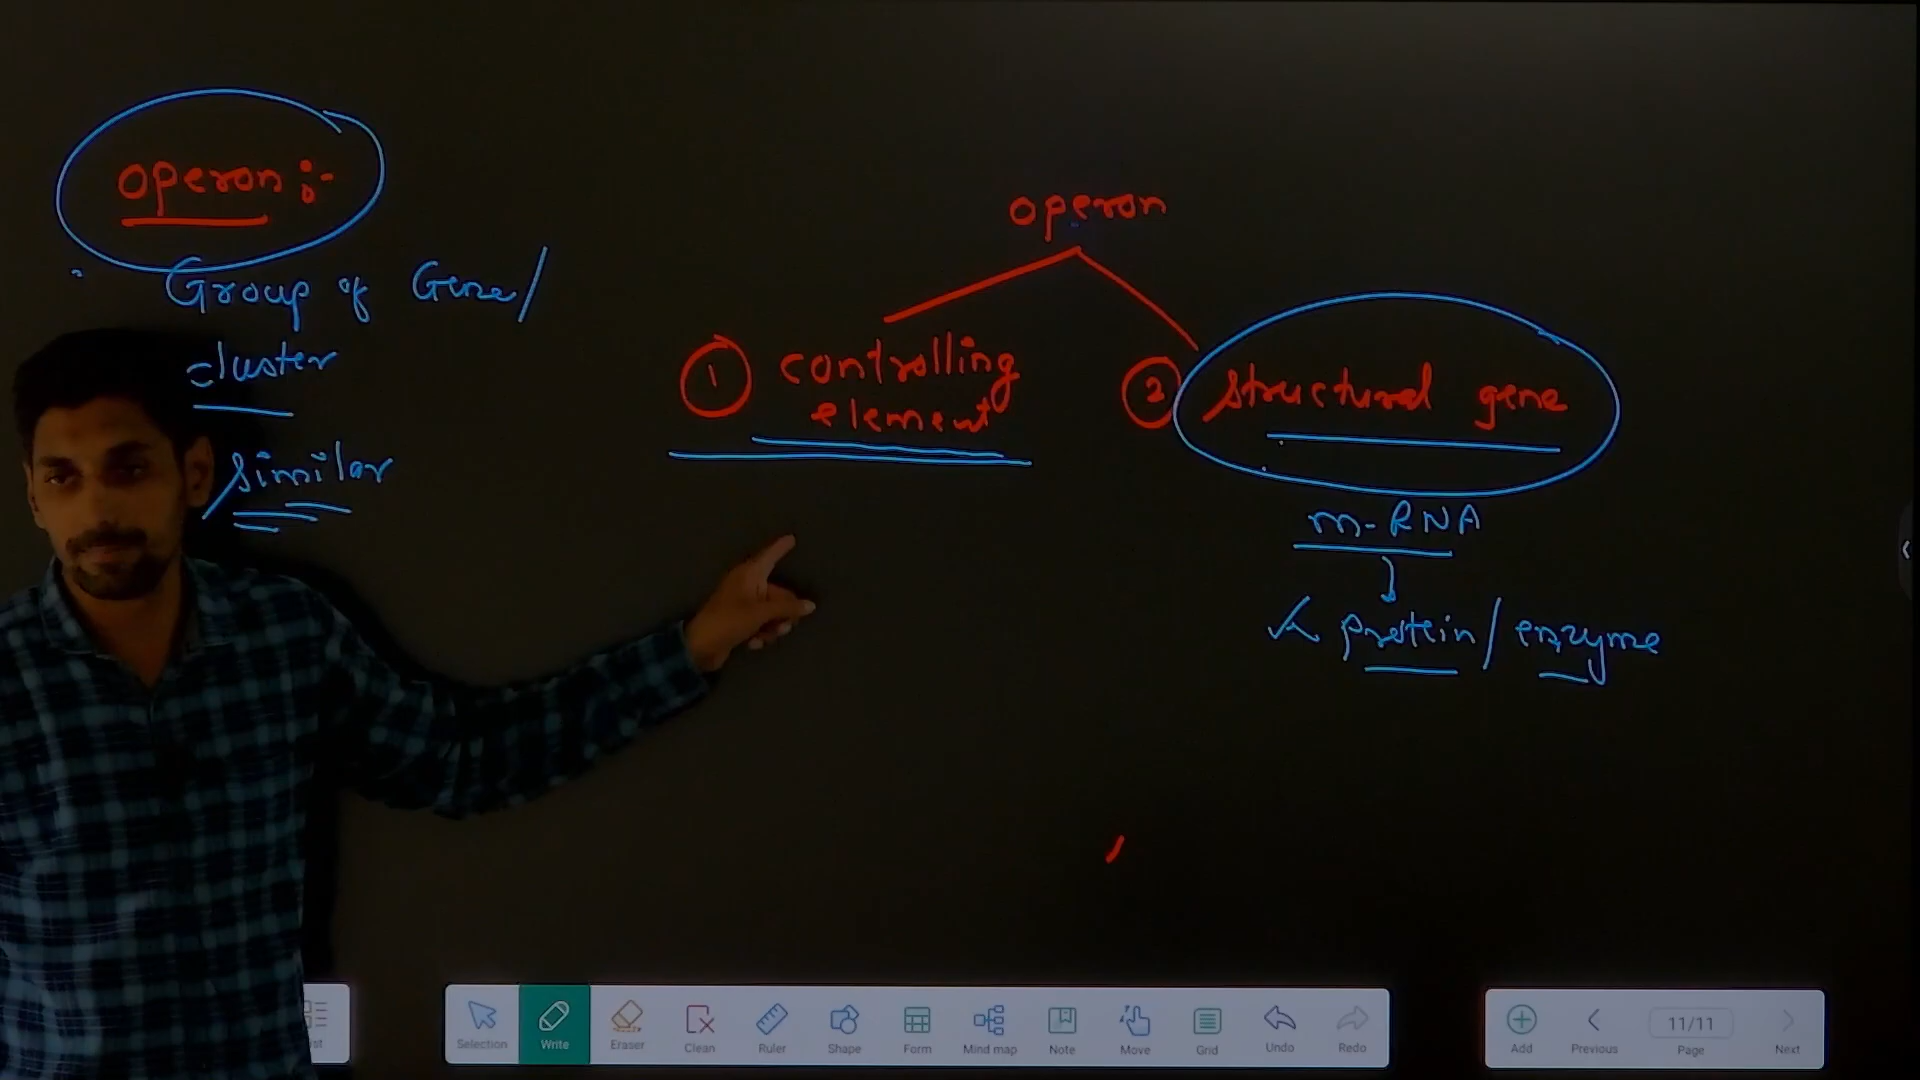 operon :-
Group of Gene/
cluster
similar
operon
1 controlling
element
2 structural gene
m-RNA
protein/enzyme
Selection
Write
Eraser
Clean
Ruler
Shape
Form
Mind map
Note
Move
Grid
Undo
Redo
Add
Previous
11/11
Page
Next